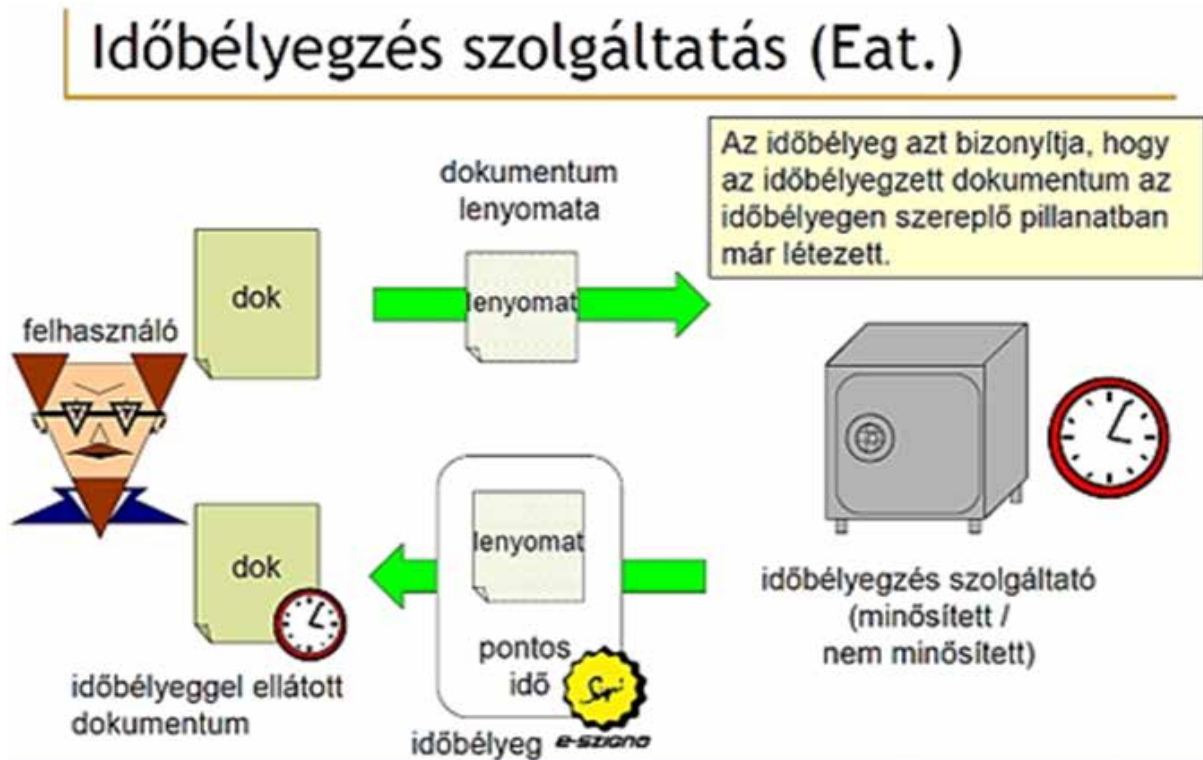 Időbélyegzés szolgáltatás (Eat.)
Az időbélyeg azt bizonyítja, hogy
az időbélyegzett dokumentum az
időbélyegen szereplő pillanatban
már létezett.
dokumentum
lenyomata
dok
lenyomat
felhasználó
lenyomat
dok
pontos
idő
időbélyeg
e-szigno
időbélyeggel ellátott
dokumentum
időbélyegzés szolgáltató
(minősített /
nem minősített)